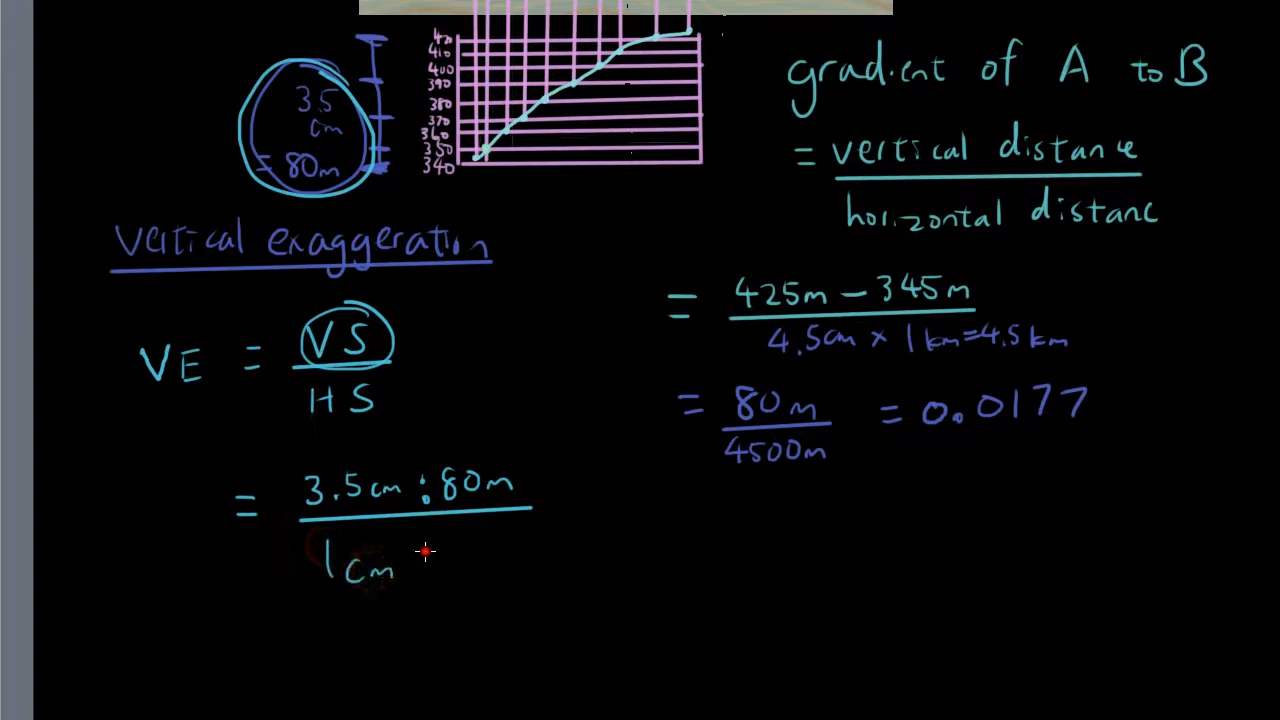 420
410
400
390
380
370
360
350
340
3.5
cm
= 80m
vertical exaggeration
VE = VS
HS
= 3.5cm : 80m
1cm
gradient of A to B
= vertical distance
horizontal distanc
= 425m - 345m
4.5cm × 1km=4.5km
= 80m = 0.0177
4500m